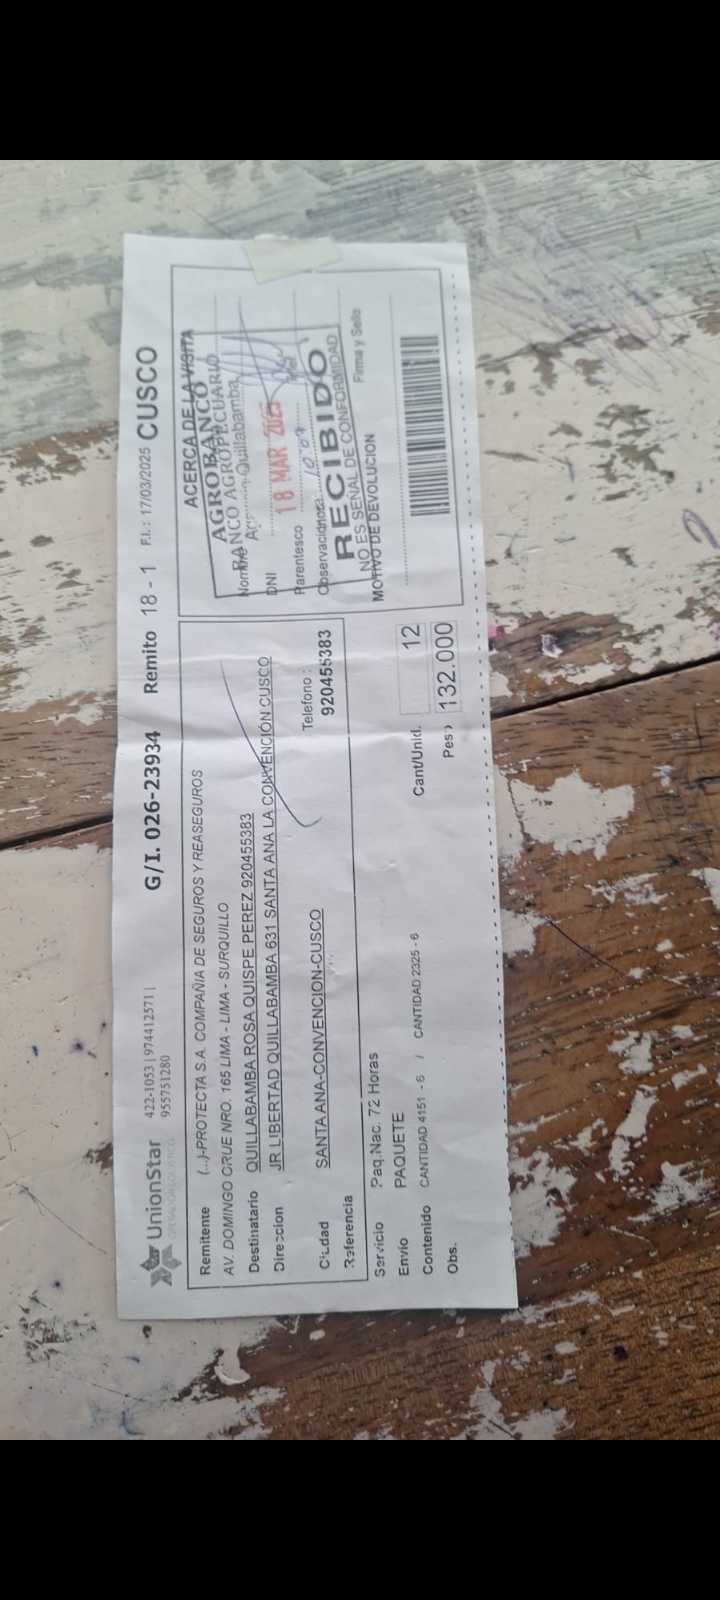 UnionStar
422-1053 | 974412571 |
955751280
G/I. 026-23934 Remito 18 - 1 F.I.: 17/03/2025 CUSCO
Remitente (...)-PROTECTA S.A. COMPAÑIA DE SEGUROS Y REASEGUROS
AV. DOMINGO ORUE NRO. 165 LIMA - LIMA - SURQUILLO
Destinatario QUILLABAMBA ROSA QUISPE PEREZ 920455383
Direccion JR LIBERTAD QUILLABAMBA 631 SANTA ANA LA CONVENCIÓN CUSCO
Telefono :
Ciudad SANTA ANA-CONVENCION-CUSCO 920455383
Referencia
Servicio Paq.Nac. 72 Horas
Envío PAQUETE
Contenido CANTIDAD 4151 - 6 / CANTIDAD 2325 - 6
Obs.
Cant/Unid. 12
Peso 132.000
ACERCA DE LA VISITA
AGROBANCO
BANCO AGROPECUARIO
Nombre Quillabamba
DNI
18 MAR 2025
Parentesco
Observaciones
RECIBIDO
NO ES SEÑAL DE CONFORMIDAD
Firma y Sello
MOTIVO DE DEVOLUCION